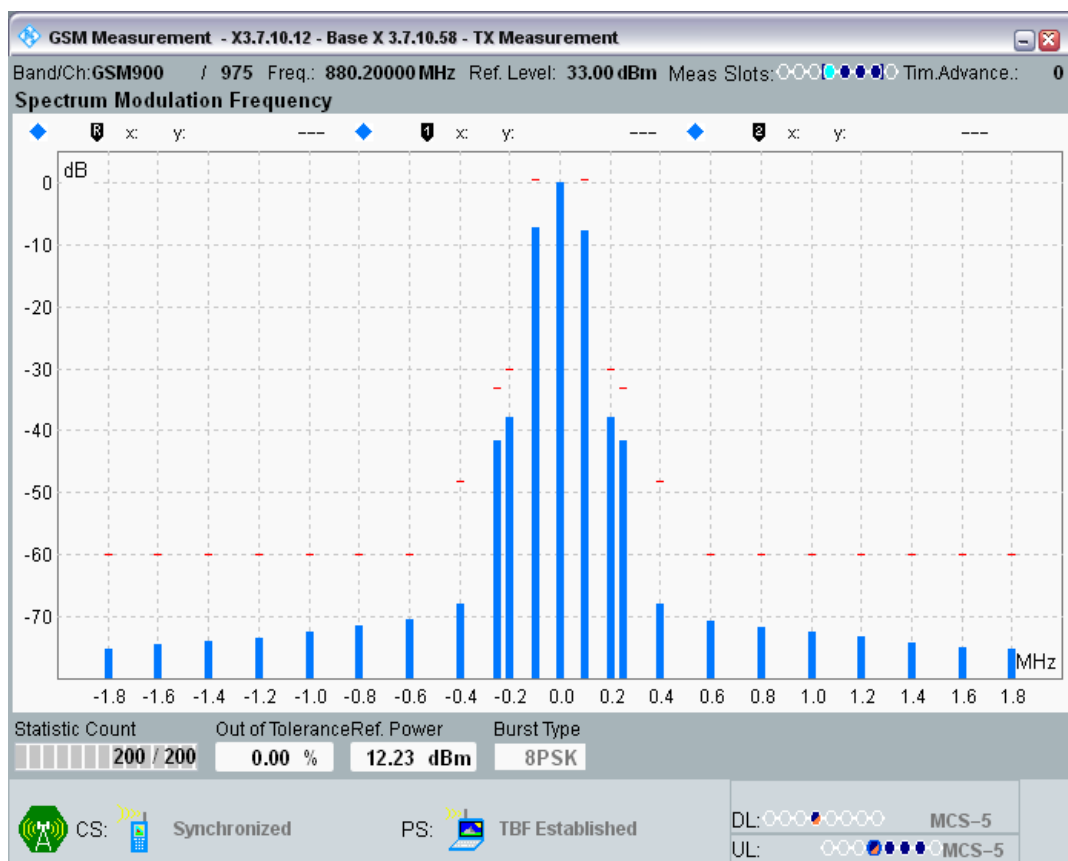 GSM Measurement - X3.7.10.12 - Base X 3.7.10.58 - TX Measurement
Band/Ch:GSM900 / 975 Freq.: 880.20000 MHz Ref. Level: 33.00 dBm Meas Slots: Tim.Advance.: 0
Spectrum Modulation Frequency
R x: y: --- 1 x: y: --- 2 x: y: ---
dB
0
-10
-20
-30
-40
-50
-60
-70
MHz
-1.8 -1.6 -1.4 -1.2 -1.0 -0.8 -0.6 -0.4 -0.2 0.0 0.2 0.4 0.6 0.8 1.0 1.2 1.4 1.6 1.8
Statistic Count Out of Tolerance Ref. Power Burst Type
200 / 200 0.00 % 12.23 dBm 8PSK
CS: Synchronized PS: TBF Established
DL: MCS-5
UL: MCS-5